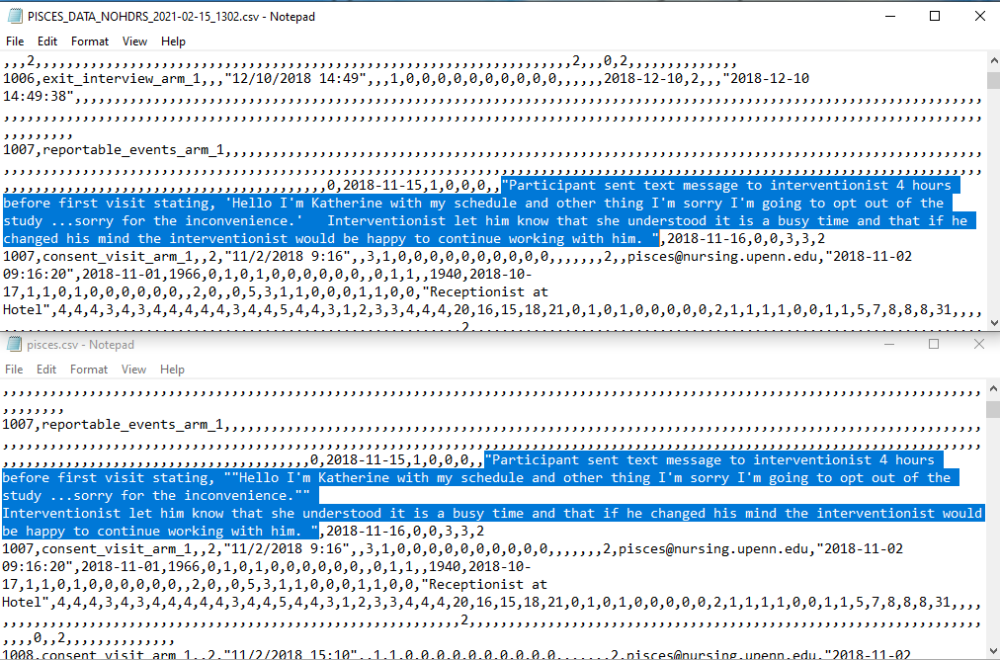 PISCES_DATA_NOHDRS_2021-02-15_1302.csv - Notepad
File Edit Format View Help
,,,2,,,,,,,,,,,,,,,,,,,,,,,,,,,,,,,,,,,,,,,,,,,,,,,,,,,,,,,,,,,,,,,,,,,2,,,0,2,,,,,,,,,,,,,,
1006,exit_interview_arm_1,,,"12/10/2018 14:49",,,1,0,0,0,0,0,0,0,0,0,0,,,,,,2018-12-10,2,,,"2018-12-10
14:49:38",,,,,,,,,,,,,,,,,,,,,,,,,,,,,,,,,,,,,,,,,,,,,,,,,,,,,,,,,,,,,,,,,,,,,,,,,,,,,,,,,,,,,,,,,,,,,,,,,,,,,,,,,,,,,,,,
,,,,,,,,,,,,,,,,,,,,,,,,,,,,,,,,,,,,,,,,,,,,,,,,,,,,,,,,,,,,,,,,,,,,,,,,,,,,,,,,,,,,,,,,,,,,,,,,,,,,,,,,,,,,,,,,,,,,,,,,,
,,,,,,,,,
1007,reportable_events_arm_1,,,,,,,,,,,,,,,,,,,,,,,,,,,,,,,,,,,,,,,,,,,,,,,,,,,,,,,,,,,,,,,,,,,,,,,,,,,,,,,,,,,,,,,,,,,,,,
,,,,,,,,,,,,,,,,,,,,,,,,,,,,,,,,,,,,,,,,,,,,,,,,,,,,,,,,,,,,,,,,,,,,,,,,,,,,,,,,,,,,,,,,,,,,,,,,,,,,,,,,,,,,,,,,,,,,,,,,,
,,,,,,,,,,,,,,,,,,,,,,,,,,,,,,,,,,,,,,,,0,2018-11-15,1,0,0,0,,,"Participant sent text message to interventionist 4 hours
before first visit stating, 'Hello I'm Katherine with my schedule and other thing I'm sorry I'm going to opt out of the
study ...sorry for the inconvenience.'   Interventionist let him know that she understood it is a busy time and that if he
changed his mind the interventionist would be happy to continue working with him. ",2018-11-16,0,0,3,3,2
1007,consent_visit_arm_1,,2,"11/2/2018 9:16",,3,1,0,0,0,0,0,0,0,0,0,0,0,,,,,,,2,,pisces@nursing.upenn.edu,"2018-11-02
09:16:20",2018-11-01,1966,0,1,0,1,0,0,0,0,0,0,,0,1,1,,1940,2018-10-
17,1,1,0,1,0,0,0,0,0,0,,2,0,,0,5,3,1,1,0,0,0,1,1,0,0,"Receptionist at
Hotel",4,4,4,3,4,3,4,4,4,4,4,3,4,4,5,4,4,3,1,2,3,3,4,4,4,20,16,15,18,21,0,1,0,1,0,0,0,0,0,2,1,1,1,1,0,0,1,1,5,7,8,8,8,31,,,,
pisces.csv - Notepad
File Edit Format View Help
,,,,,,,,,,,,,,,,,,,,,,,,,,,,,,,,,,,,,,,,,,,,,,,,,,,,,,,,,,,,,,,,,,,,,,,,,,,,,,,,,,,,,,,,,,,,,,,,,,,,,,,,,,,,,,,,,,,,,,,,,
,,,,,,,,
1007,reportable_events_arm_1,,,,,,,,,,,,,,,,,,,,,,,,,,,,,,,,,,,,,,,,,,,,,,,,,,,,,,,,,,,,,,,,,,,,,,,,,,,,,,,,,,,,,,,,,,,,,,
,,,,,,,,,,,,,,,,,,,,,,,,,,,,,,,,,,,,,,,,,,,,,,,,,,,,,,,,,,,,,,,,,,,,,,,,,,,,,,,,,,,,,,,,,,,,,,,,,,,,,,,,,,,,,,,,,,,,,,,,,
,,,,,,,,,,,,,,,,,,,,,,,,,,,,,,,,,,,,,,0,2018-11-15,1,0,0,0,,,"Participant sent text message to interventionist 4 hours
before first visit stating, ""Hello I'm Katherine with my schedule and other thing I'm sorry I'm going to opt out of the
study ...sorry for the inconvenience.""
Interventionist let him know that she understood it is a busy time and that if he changed his mind the interventionist would
be happy to continue working with him. ",2018-11-16,0,0,3,3,2
1007,consent_visit_arm_1,,2,"11/2/2018 9:16",,3,1,0,0,0,0,0,0,0,0,0,0,0,,,,,,,2,pisces@nursing.upenn.edu,"2018-11-02
09:16:20",2018-11-01,1966,0,1,0,1,0,0,0,0,0,0,,0,1,1,,1940,2018-10-
17,1,1,0,1,0,0,0,0,0,0,,2,0,,0,5,3,1,1,0,0,0,1,1,0,0,"Receptionist at
Hotel",4,4,4,3,4,3,4,4,4,4,4,3,4,4,5,4,4,3,1,2,3,3,4,4,4,20,16,15,18,21,0,1,0,1,0,0,0,0,0,2,1,1,1,1,0,0,1,1,5,7,8,8,8,31,,,,
,,,,,,,,,,,,,,,,,,,,,,,,,,,,,,,,,,,,,,,,,,,,,,,,,,,,,,,,,2,,,,,,,,,,,,,,,,,,,,,,,,,,,,,,,,,,,,,,,,,,,,,,,,,,,,,,,,,,,,,,,
,,,,0,,2,,,,,,,,,,,,,,
1008,consent_visit_arm_1,,2,"11/2/2018 15:10",,1,1,0,0,0,0,0,0,0,0,0,0,0,,,,,,,2,pisces@nursing.upenn.edu,"2018-11-02